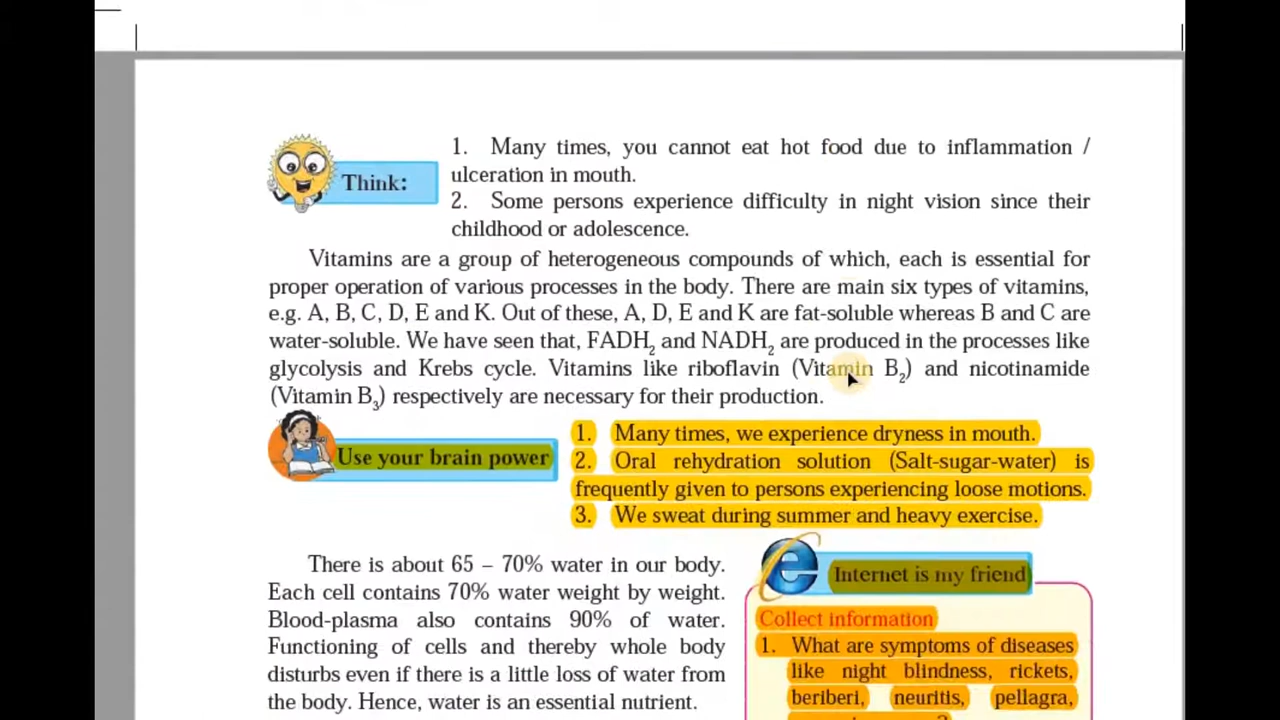 1. Many times, you cannot eat hot food due to inflammation /
Think:
ulceration in mouth.
2. Some persons experience difficulty in night vision since their
childhood or adolescence.
Vitamins are a group of heterogeneous compounds of which, each is essential for
proper operation of various processes in the body. There are main six types of vitamins,
e.g. A, B, C, D, E and K. Out of these, A, D, E and K are fat-soluble whereas B and C are
water-soluble. We have seen that, FADH₂ and NADH₂ are produced in the processes like
glycolysis and Krebs cycle. Vitamins like riboflavin (Vitamin B₂) and nicotinamide
(Vitamin B₃) respectively are necessary for their production.
Use your brain power
1. Many times, we experience dryness in mouth.
2. Oral rehydration solution (Salt-sugar-water) is
frequently given to persons experiencing loose motions.
3. We sweat during summer and heavy exercise.
There is about 65 – 70% water in our body.
Each cell contains 70% water weight by weight.
Blood-plasma also contains 90% of water.
Functioning of cells and thereby whole body
disturbs even if there is a little loss of water from
the body. Hence, water is an essential nutrient.
Internet is my friend
Collect information
1. What are symptoms of diseases
like night blindness, rickets,
beriberi, neuritis, pellagra,